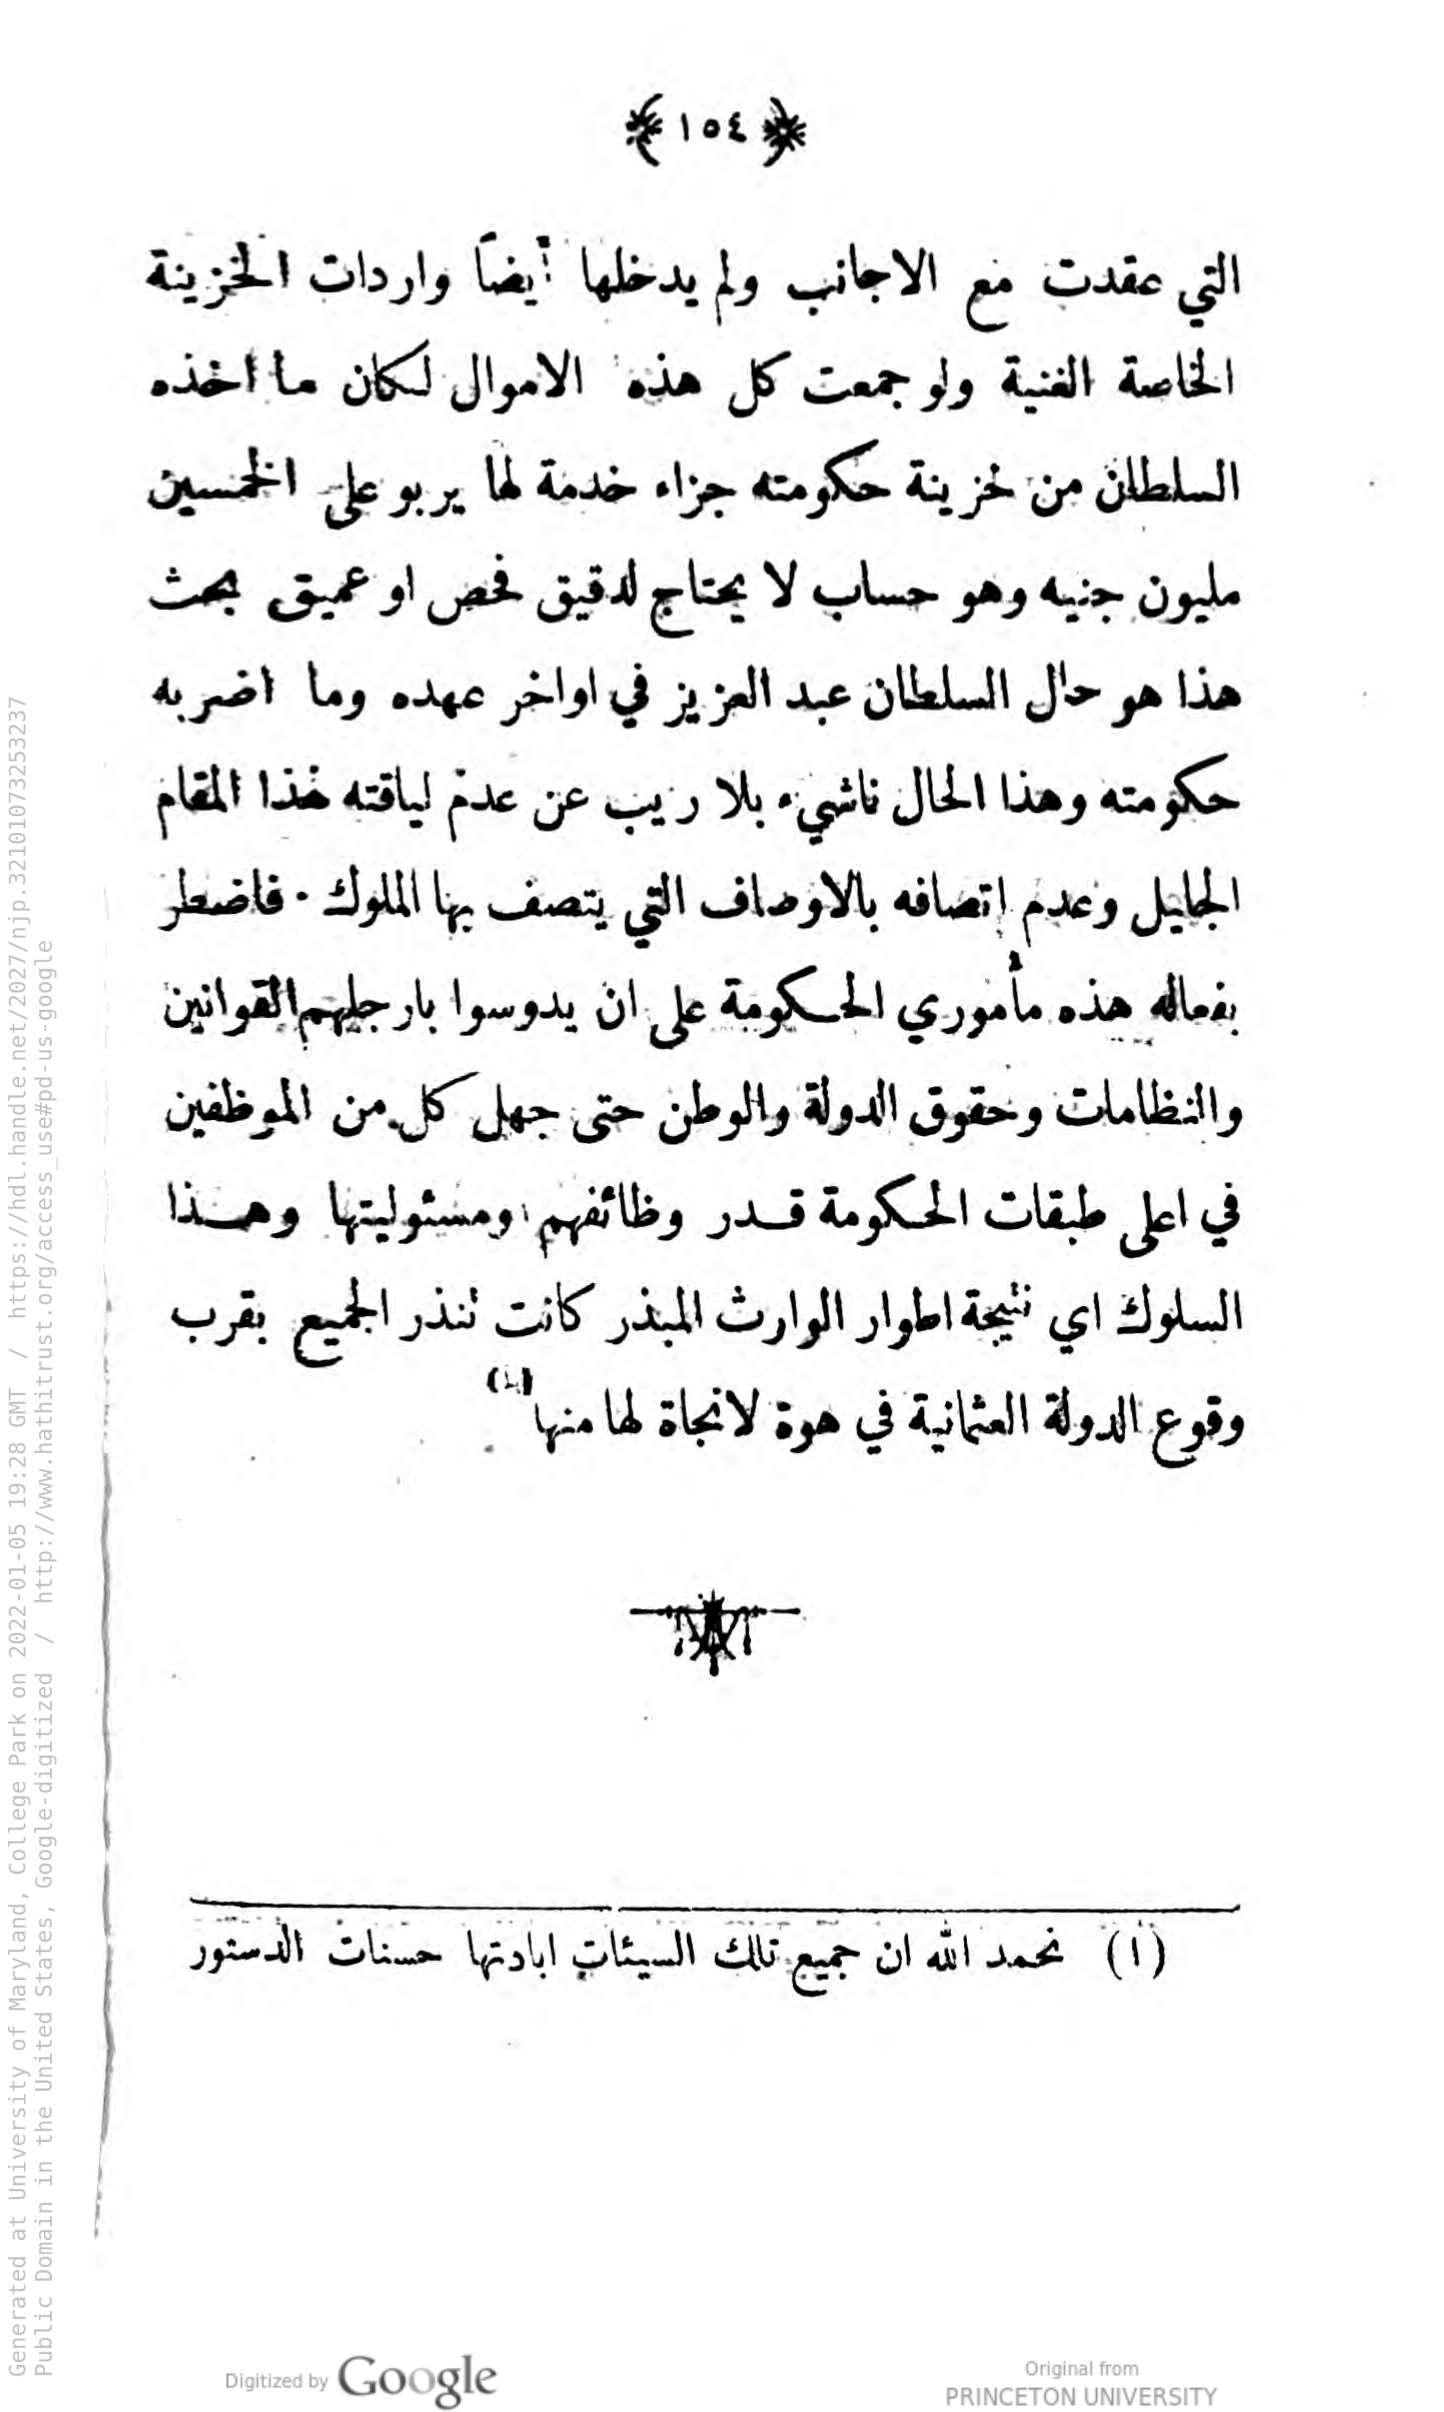 ﴿ ١٥٤ ﴾
التي عقدت مع الاجانب ولم يدخلها أيضاً واردات الخزينة
الخاصة الغنية ولو جمعت كل هذه الاموال لكان ما اخذه
السلطان من خزينة حكومته جزاء خدمة لها يربو على الخمسين
مليون جنيه وهو حساب لا يحتاج لدقيق فحص او عميق بحث
هذا هو حال السلطان عبد العزيز في اواخر عهده وما اضر به
حكومته وهذا الحال ناشيء بلا ريب عن عدم لياقته لهذا المقام
الجليل وعدم اتصافه بالاوصاف التي يتصف بها الملوك ٠ فاضطر
بفعاله هذه مأموري الحكومة على ان يدوسوا بارجلهم القوانين
والنظامات وحقوق الدولة والوطن حتى جهل كل من الموظفين
في اعلى طبقات الحكومة قدر وظائفهم ومسئوليتها وهذا
السلوك اي نتيجة اطوار الوارث المبذر كانت تنذر الجميع بقرب
وقوع الدولة العثمانية في هوة لا نجاة لها منها (١)
(١) نحمد الله ان جميع تلك السيئات ابادتها حسنات الدستور
Generated at University of Maryland, College Park on 2022-01-05 19:28 GMT / https://hdl.handle.net/2027/njp.32101073253237
Public Domain in the United States, Google-digitized / http://www.hathitrust.org/access_use#pd-us-google
Digitized by Google
Original from
PRINCETON UNIVERSITY